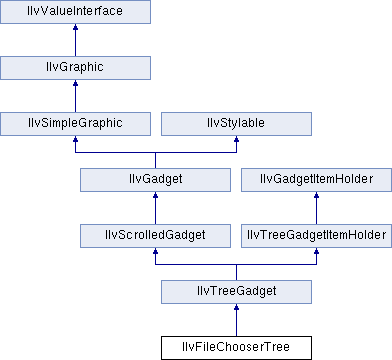 IlvValueInterface
IlvGraphic
IlvSimpleGraphic
IlvStylable
IlvGadget
IlvGadgetItemHolder
IlvScrolledGadget
IlvTreeGadgetItemHolder
IlvTreeGadget
IlvFileChooserTree